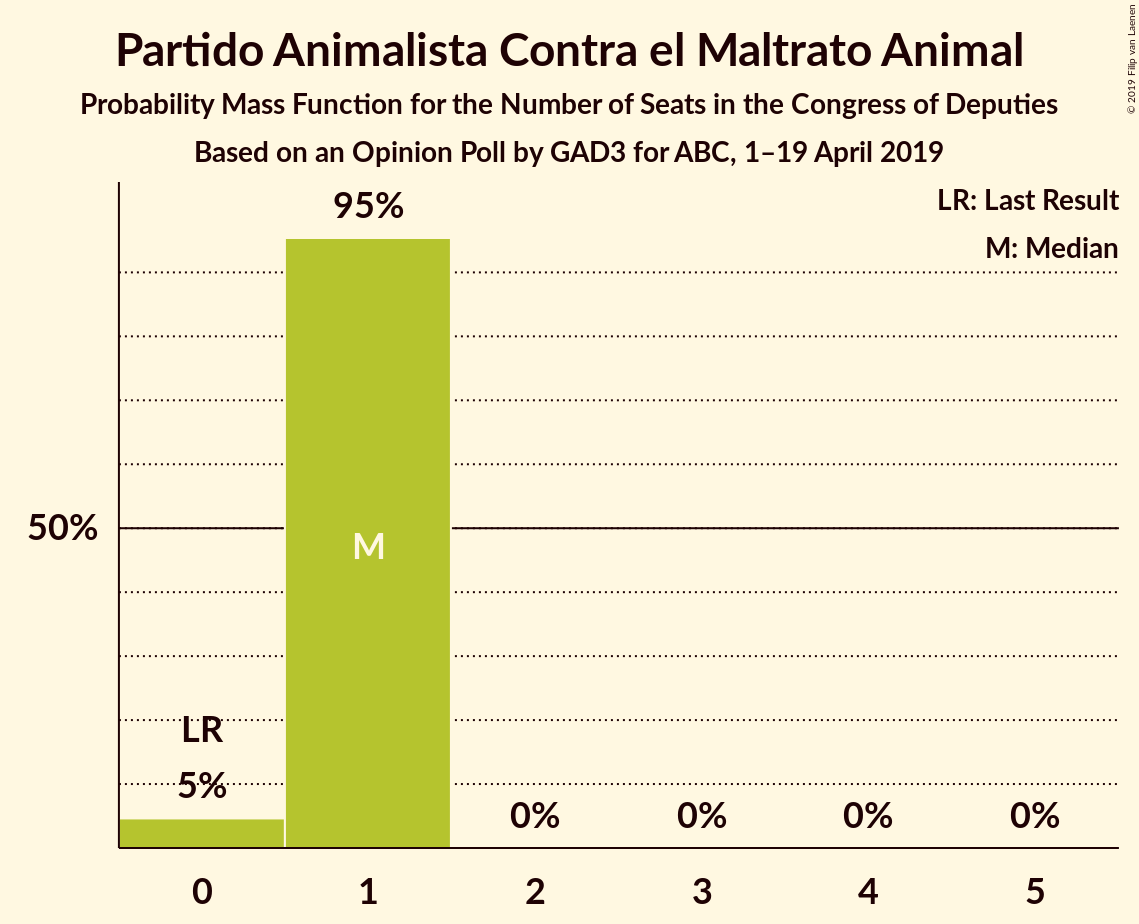 Partido Animalista Contra el Maltrato Animal
Probability Mass Function for the Number of Seats in the Congress of Deputies
Based on an Opinion Poll by GAD3 for ABC, 1–19 April 2019
© 2019 Filip van Laenen
LR: Last Result
M: Median
95%
50%
M
LR
5%
0%
0%
0%
0%
0
1
2
3
4
5